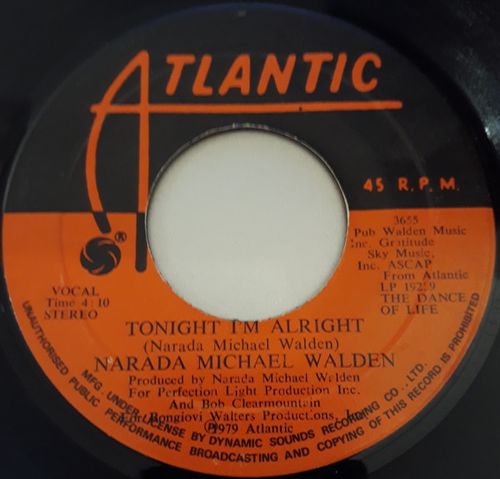 ATLANTIC
45 R.P.M.
®
VOCAL
Time 4:10
STEREO
3655
Pub Walden Music
Inc. Gratitude
Sky Music,
Inc. ASCAP
From Atlantic
LP 19259
THE DANCE
OF LIFE
TONIGHT I'M ALRIGHT
(Narada Michael Walden)
NARADA MICHAEL WALDEN
Produced by Narada Michael Walden
For Perfection Light Production Inc.
And Bob Clearmountain
Bongiovi Walters Productions, Inc.
℗1979 Atlantic
MFG UNDER LICENSE BY DYNAMIC SOUNDS RECORDING CO., LTD.
UNAUTHORISED PUBLIC PERFORMANCE BROADCASTING AND COPYING OF THIS RECORD IS PROHIBITED